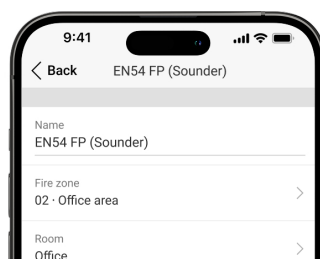 9:41
Back EN54 FP (Sounder)
Name
EN54 FP (Sounder)
Fire zone
02 · Office area
Room
Office